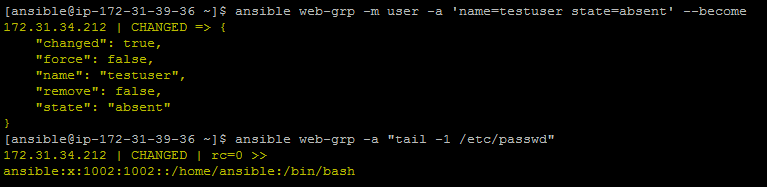 [ansible@ip-172-31-39-36 ~]$ ansible web-grp -m user -a 'name=testuser state=absent' --become
172.31.34.212 | CHANGED => {
    "changed": true,
    "force": false,
    "name": "testuser",
    "remove": false,
    "state": "absent"
}
[ansible@ip-172-31-39-36 ~]$ ansible web-grp -a "tail -1 /etc/passwd"
172.31.34.212 | CHANGED | rc=0 >>
ansible:x:1002:1002::/home/ansible:/bin/bash